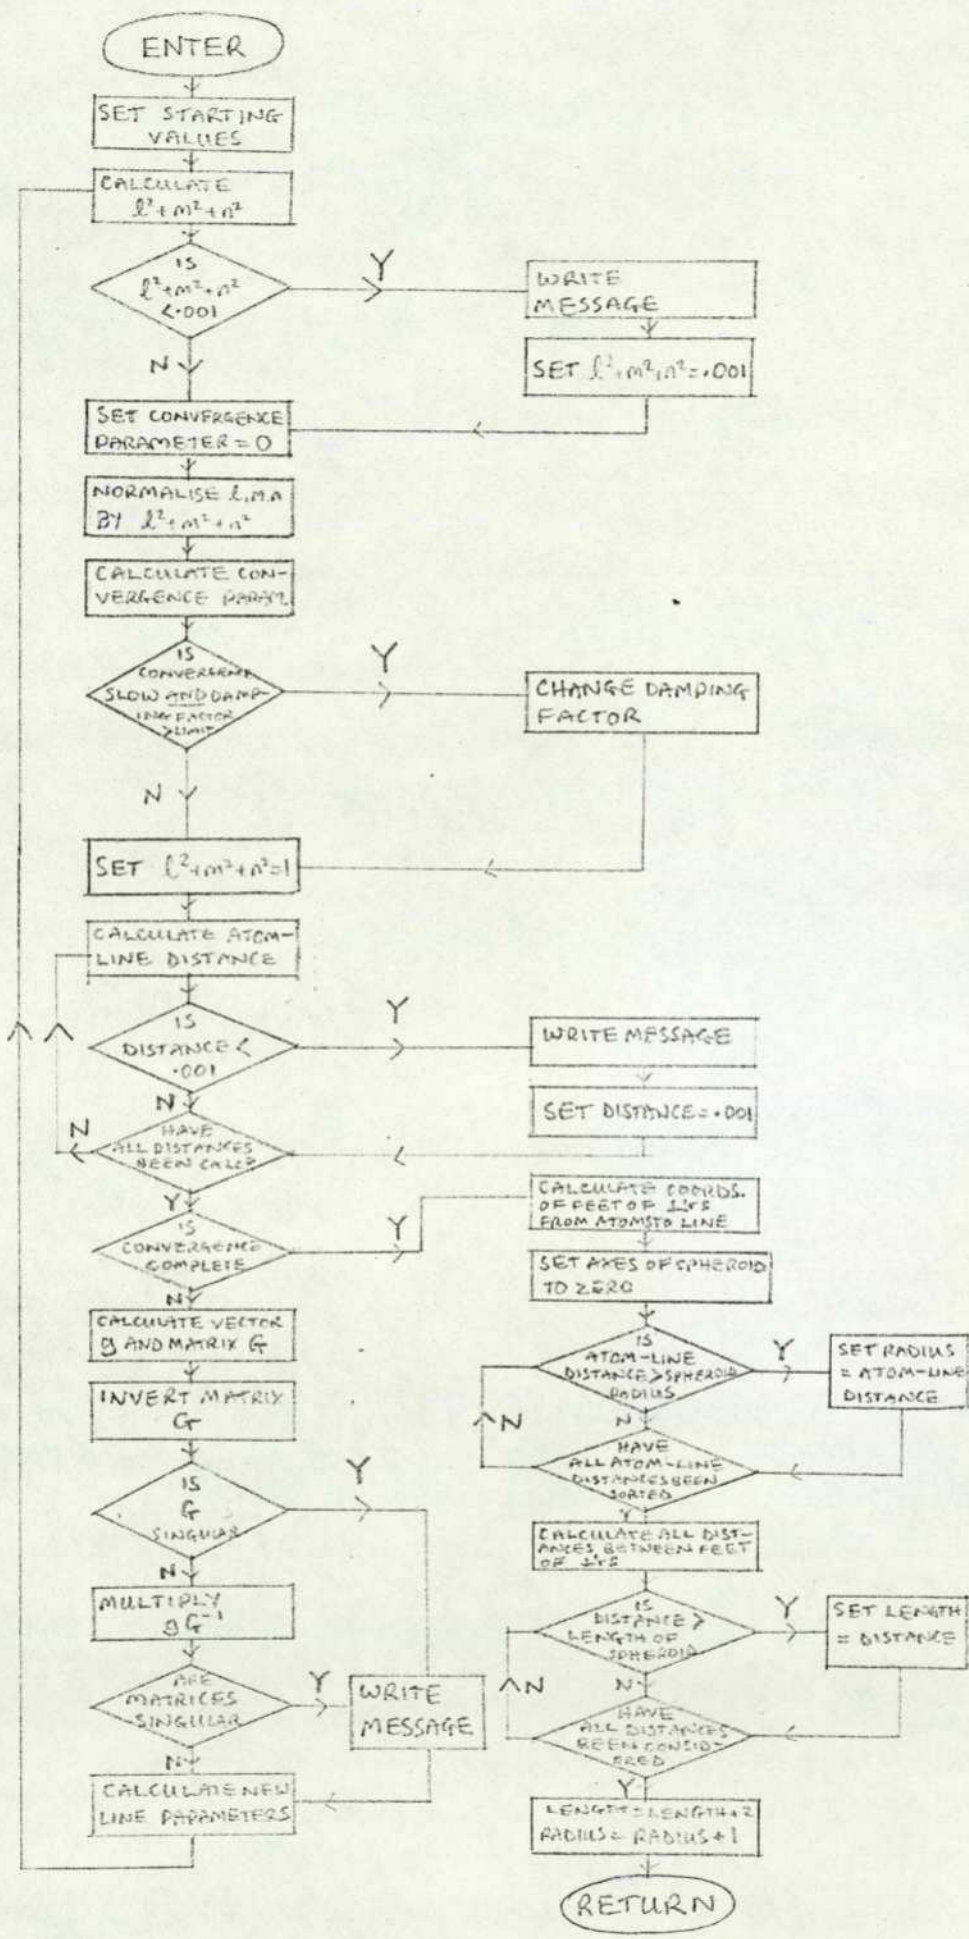 ENTER
SET STARTING
VALUES
CALCULATE
l²+m²+n²
IS
l²+m²+n²
<.001
Y
WRITE
MESSAGE
SET l²+m²+n²=.001
N
SET CONVERGENCE
PARAMETER = 0
NORMALISE l,m,n
BY l²+m²+n²
CALCULATE CON-
VERGENCE PARAM.
IS
CONVERGENCE
SLOW AND DAMP-
ING FACTOR
>LIMIT
Y
CHANGE DAMPING
FACTOR
N
SET l²+m²+n²=1
CALCULATE ATOM-
LINE DISTANCE
IS
DISTANCE <
.001
Y
WRITE MESSAGE
SET DISTANCE=.001
N
HAVE
ALL DISTANCES
BEEN CALC?
N
Y
IS
CONVERGENCE
COMPLETE
Y
N
CALCULATE VECTOR
g AND MATRIX G
INVERT MATRIX
G
IS
G
SINGULAR
Y
N
MULTIPLY
gG⁻¹
ARE
MATRICES
SINGULAR
Y
WRITE
MESSAGE
N
CALCULATE NEW
LINE PARAMETERS
CALCULATE COORDS.
OF FEET OF ⊥'rs
FROM ATOMS TO LINE
SET AXES OF SPHEROID
TO ZERO
IS
ATOM-LINE
DISTANCE > SPHEROID
RADIUS
Y
SET RADIUS
= ATOM-LINE
DISTANCE
N
N
HAVE
ALL ATOM-LINE
DISTANCES BEEN
SORTED
Y
CALCULATE ALL DIST-
ANCES BETWEEN FEET
OF ⊥'rs
IS
DISTANCE >
LENGTH OF
SPHEROID
Y
SET LENGTH
= DISTANCE
N
N
HAVE
ALL DISTANCES
BEEN CONSID-
ERED
Y
LENGTH=LENGTH+2
RADIUS= RADIUS+1
RETURN